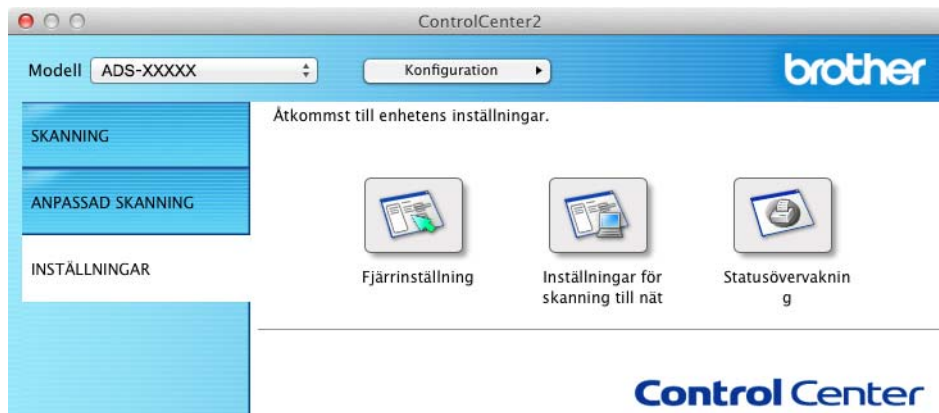 ControlCenter2
Modell ADS-XXXXX Konfiguration brother
SKANNING
ANPASSAD SKANNING
INSTÄLLNINGAR
Åtkommst till enhetens inställningar.
Fjärrinställning
Inställningar för
skanning till nät
Statusövervaknin
g
Control Center